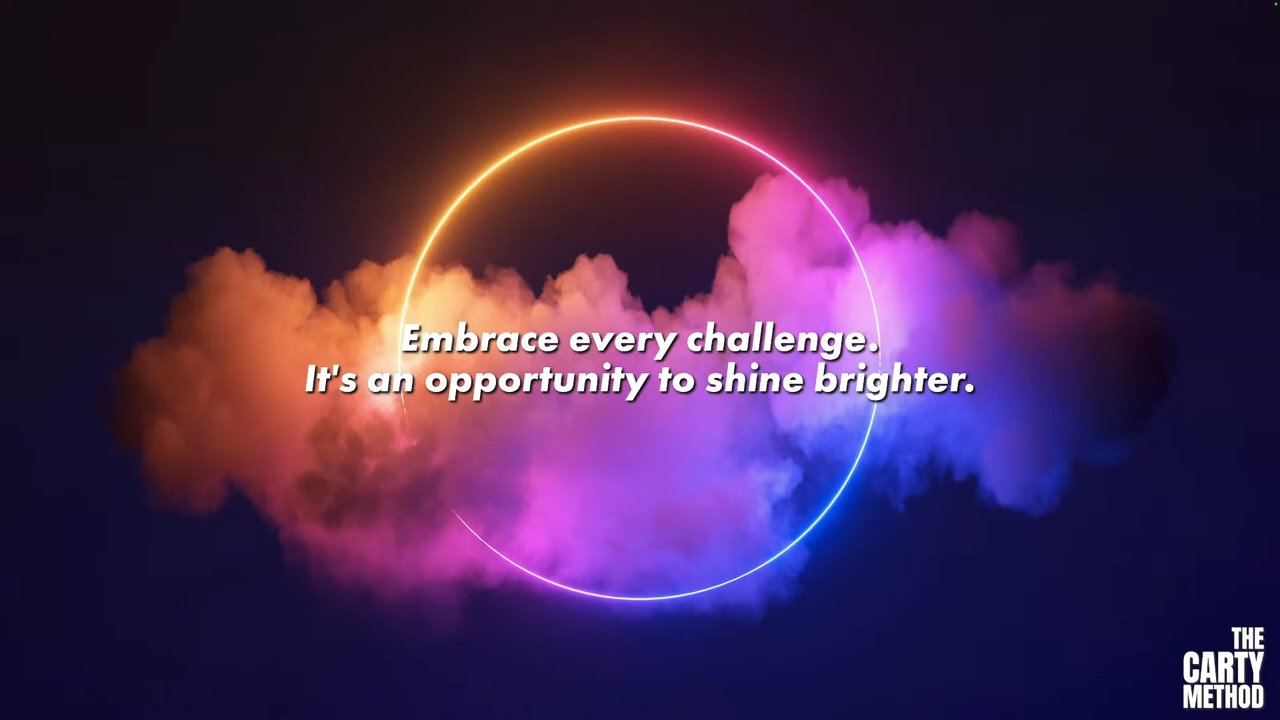 Embrace every challenge.
It's an opportunity to shine brighter.
THE
CARTY
METHOD